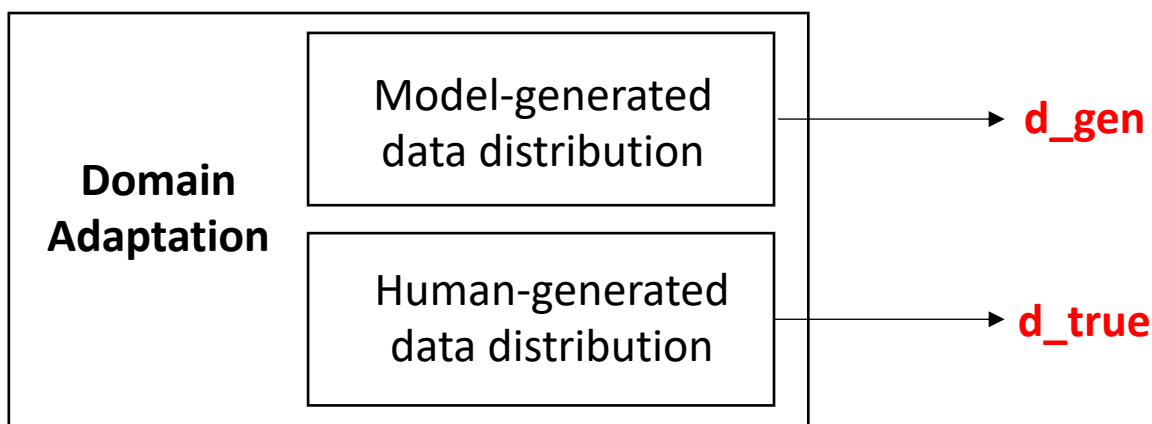 Domain
Adaptation
Model-generated
data distribution
d_gen
Human-generated
data distribution
d_true